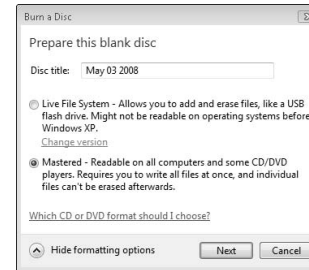 Burn a Disc
Prepare this blank disc
Disc title: May 03 2008
Live File System - Allows you to add and erase files, like a USB
flash drive. Might not be readable on operating systems before
Windows XP.
Change version
Mastered - Readable on all computers and some CD/DVD
players. Requires you to write all files at once, and individual
files can't be erased afterwards.
Which CD or DVD format should I choose?
Hide formatting options Next Cancel